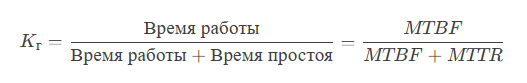 Kг = Время работы / (Время работы + Время простоя) = MTBF / (MTBF + MTTR)